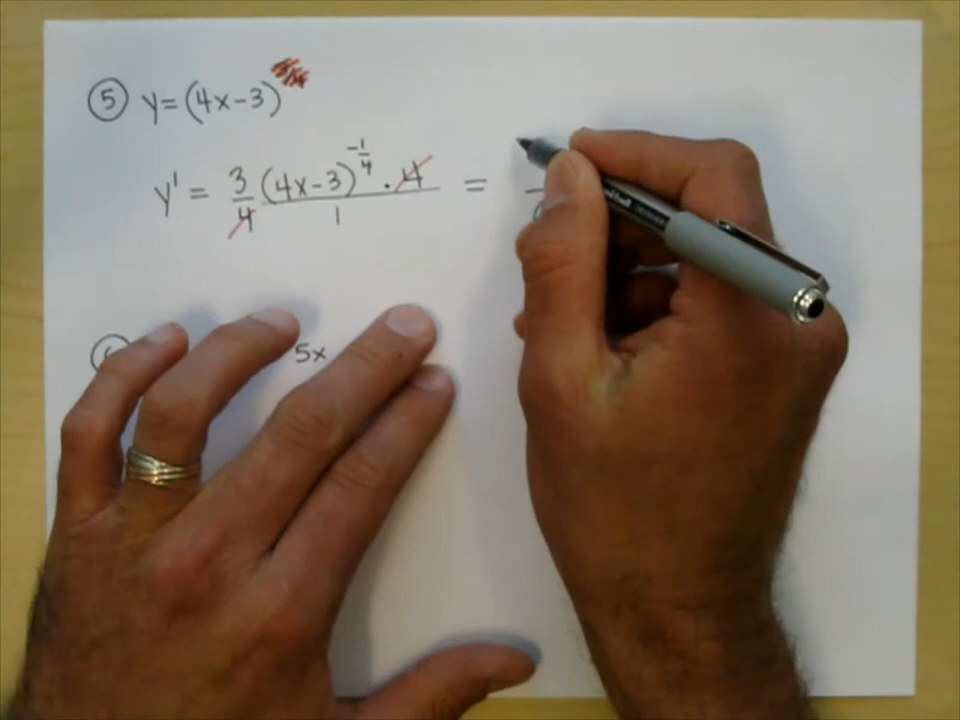 ⑤ y=(4x-3)
y' = 3/4 (4x-3)^(-1/4) · 4 / 1 =
5x